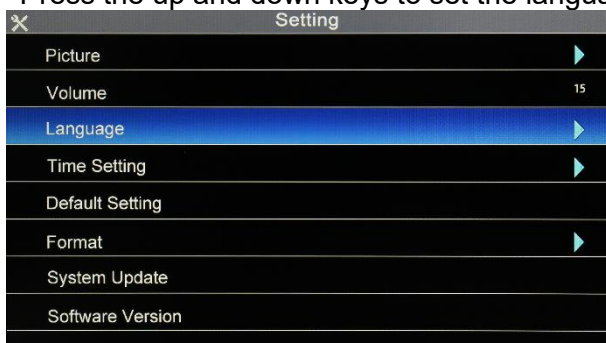 Press the up and down keys to set the langua
Setting
Picture
Volume 15
Language
Time Setting
Default Setting
Format
System Update
Software Version